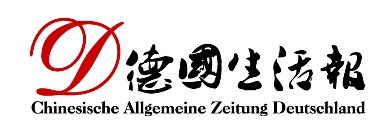 D德國生活報
Chinesische Allgemeine Zeitung Deutschland